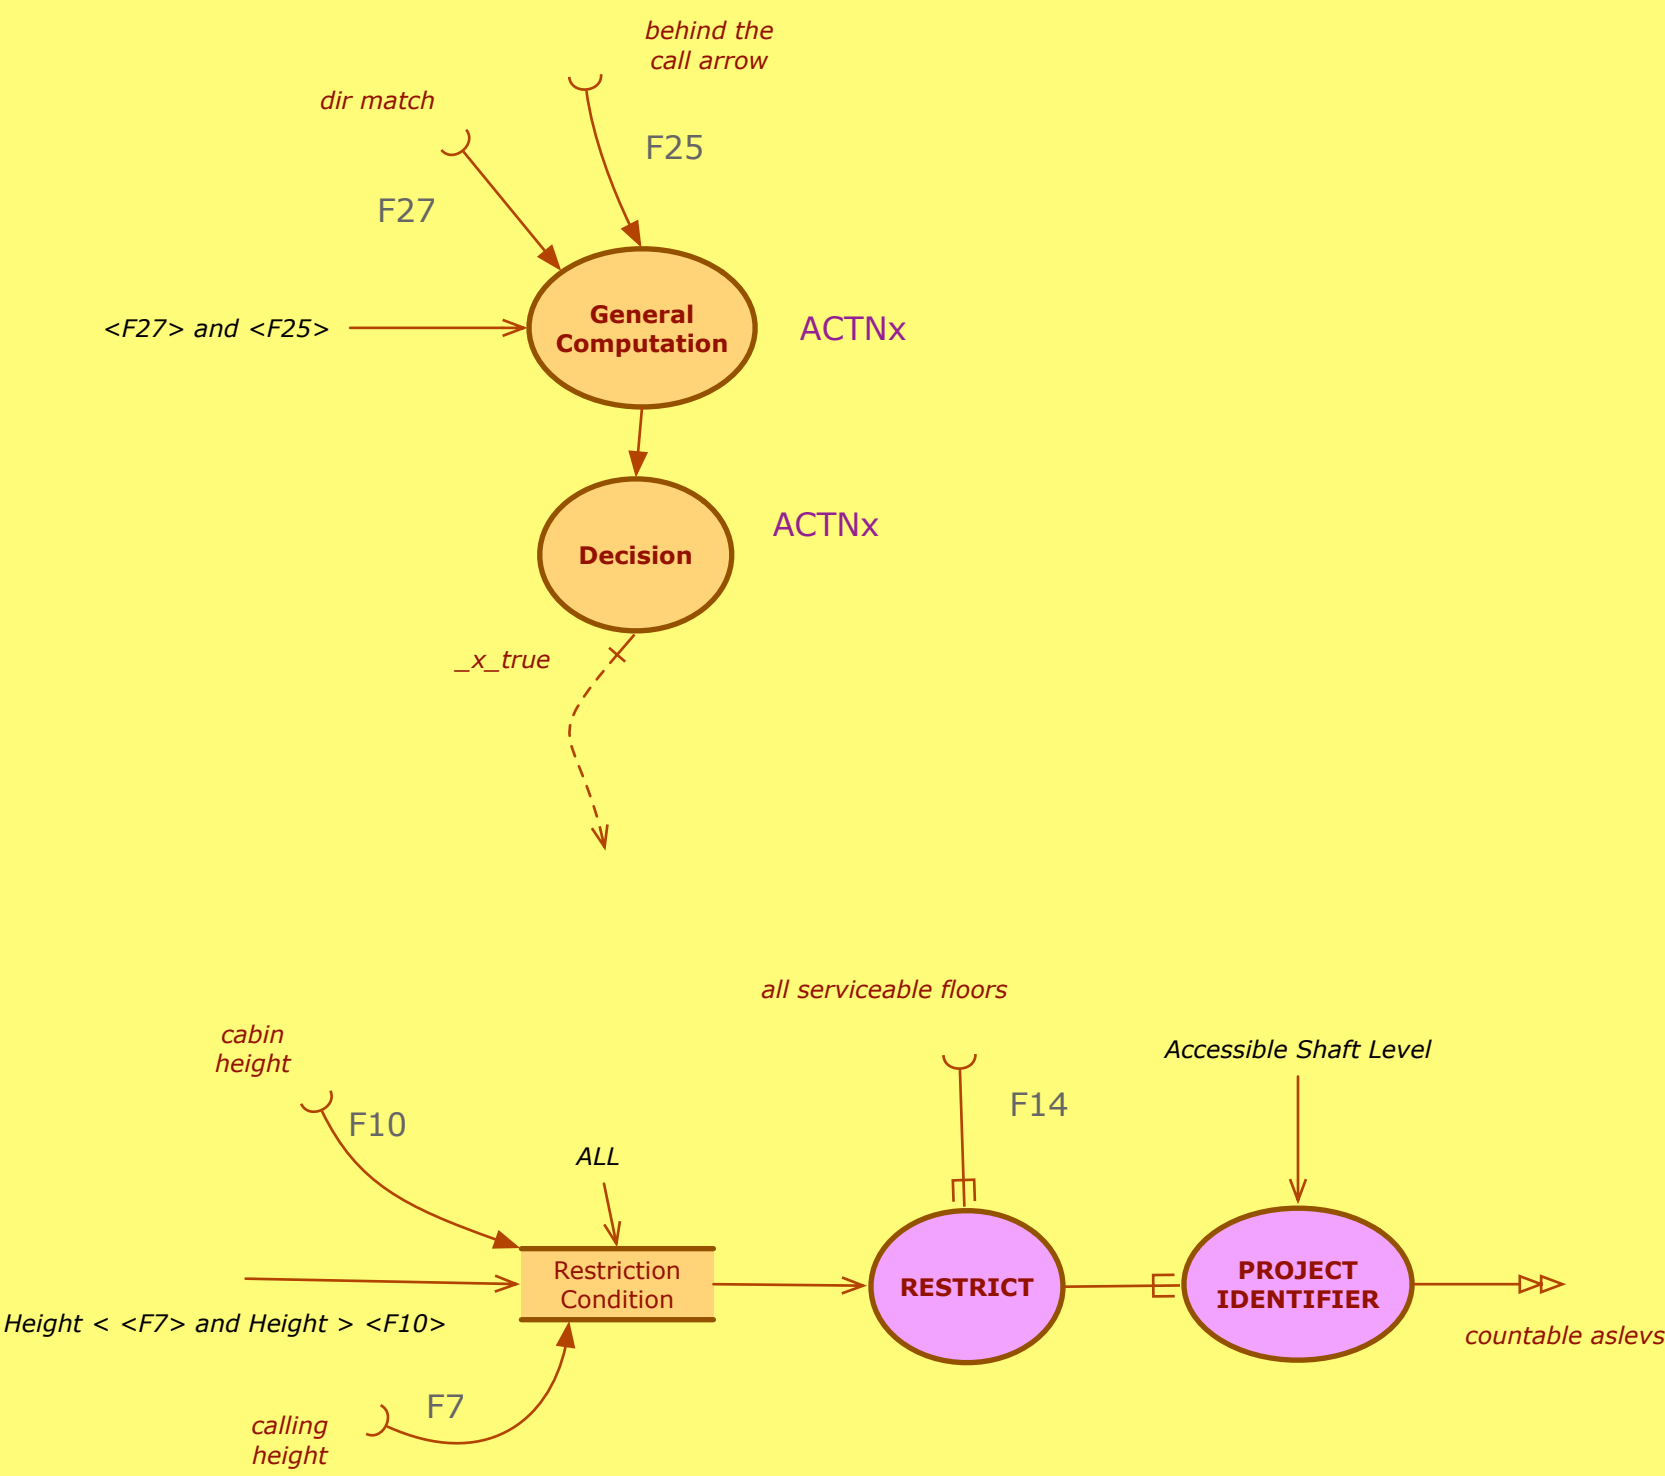 behind the
call arrow
dir match
F25
F27
<F27> and <F25>
General
Computation
ACTNx
ACTNx
Decision
_x_true
all serviceable floors
cabin
height
Accessible Shaft Level
F14
F10
ALL
Restriction
Condition
RESTRICT
PROJECT
IDENTIFIER
Height < <F7> and Height > <F10>
countable aslevs
F7
calling
height